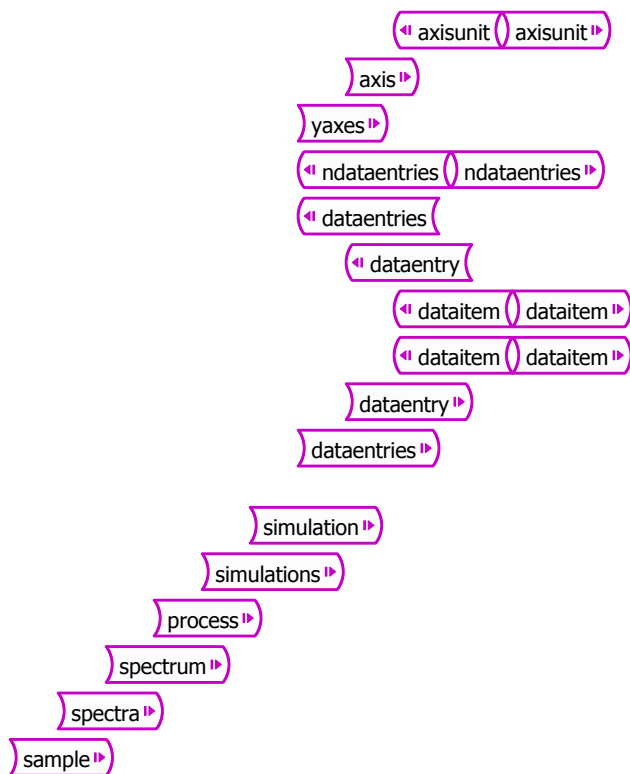 axisunit axisunit
axis
yaxes
ndataentries ndataentries
dataentries
dataentry
dataitem dataitem
dataitem dataitem
dataentry
dataentries
simulation
simulations
process
spectrum
spectra
sample